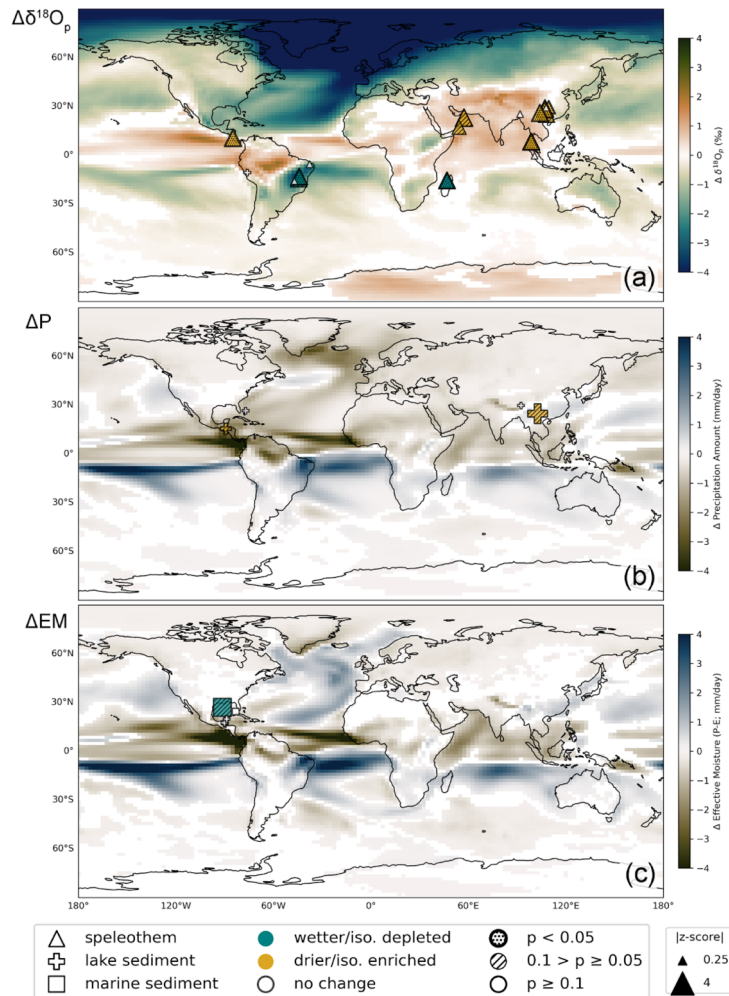 Δδ¹⁸Oₚ
60°N
30°N
0°
30°S
60°S
(a)
4
3
2
1
0
−1
−2
−3
−4
Δ δ¹⁸Oₚ (‰)
ΔP
60°N
30°N
0°
30°S
60°S
(b)
4
3
2
1
0
−1
−2
−3
−4
Δ Precipitation Amount (mm/day)
ΔEM
60°N
30°N
0°
30°S
60°S
(c)
4
3
2
1
0
−1
−2
−3
−4
Δ Effective Moisture (P-E; mm/day)
180° 120°W 60°W 0° 60°E 120°E 180°
speleothem wetter/iso. depleted p < 0.05
lake sediment drier/iso. enriched 0.1 > p ≥ 0.05
marine sediment no change p ≥ 0.1
|z-score|
0.25
4